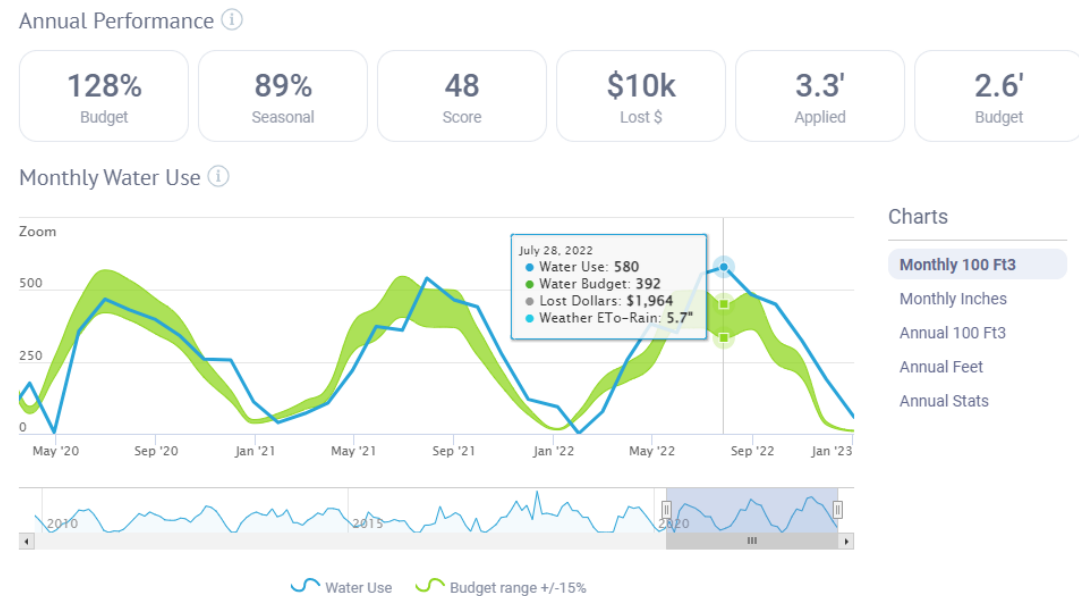 Annual Performance
128%
Budget
89%
Seasonal
48
Score
$10k
Lost $
3.3'
Applied
2.6'
Budget
Monthly Water Use
Zoom
500
250
0
July 28, 2022
Water Use: 580
Water Budget: 392
Lost Dollars: $1,964
Weather ETo-Rain: 5.7"
May '20
Sep '20
Jan '21
May '21
Sep '21
Jan '22
May '22
Sep '22
Jan '23
2010
2015
2020
Water Use
Budget range +/-15%
Charts
Monthly 100 Ft3
Monthly Inches
Annual 100 Ft3
Annual Feet
Annual Stats